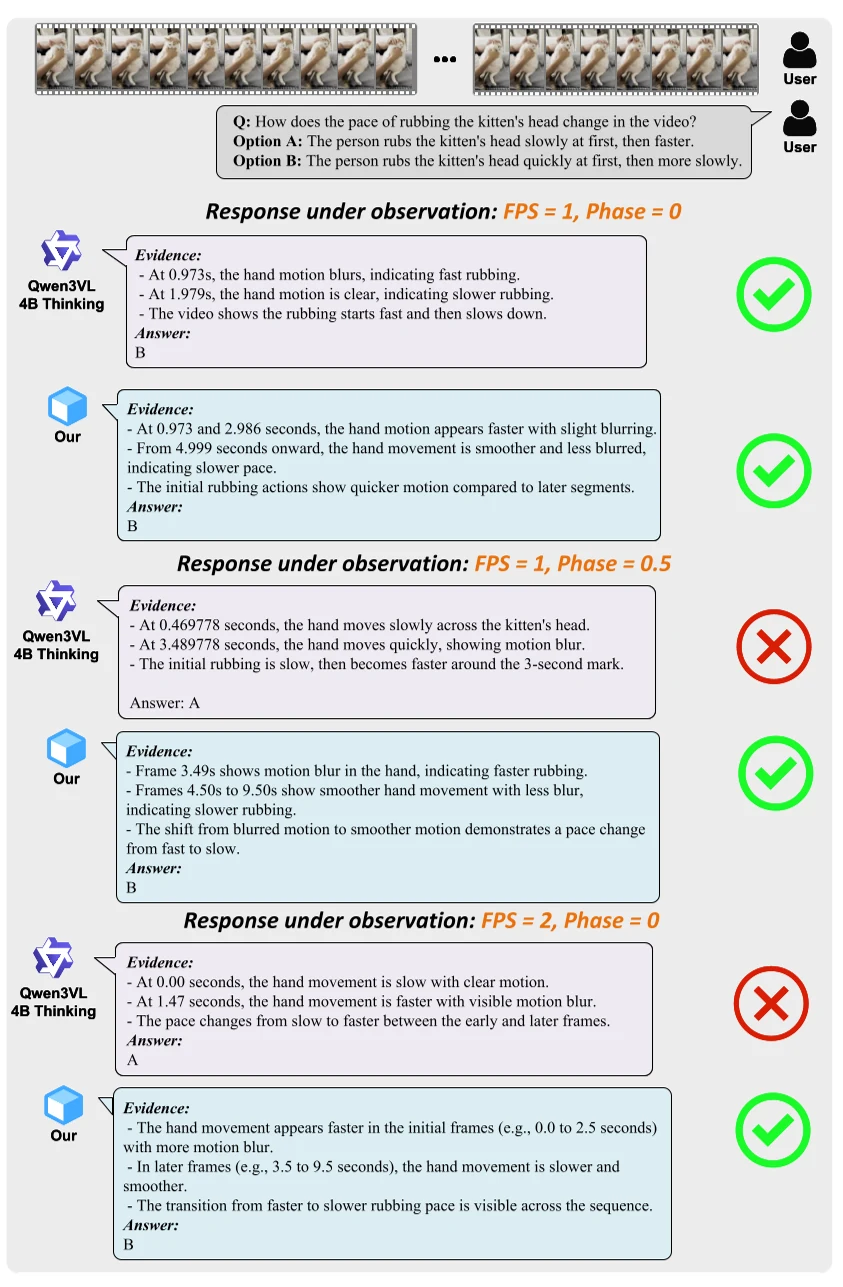 •••
User
Q: How does the pace of rubbing the kitten's head change in the video?
Option A: The person rubs the kitten's head slowly at first, then faster.
Option B: The person rubs the kitten's head quickly at first, then more slowly.
User
Response under observation: FPS = 1, Phase = 0
Qwen3VL
4B Thinking
Evidence:
- At 0.973s, the hand motion blurs, indicating fast rubbing.
- At 1.979s, the hand motion is clear, indicating slower rubbing.
- The video shows the rubbing starts fast and then slows down.
Answer:
B
Our
Evidence:
- At 0.973 and 2.986 seconds, the hand motion appears faster with slight blurring.
- From 4.999 seconds onward, the hand movement is smoother and less blurred,
indicating slower pace.
- The initial rubbing actions show quicker motion compared to later segments.
Answer:
B
Response under observation: FPS = 1, Phase = 0.5
Qwen3VL
4B Thinking
Evidence:
- At 0.469778 seconds, the hand moves slowly across the kitten's head.
- At 3.489778 seconds, the hand moves quickly, showing motion blur.
- The initial rubbing is slow, then becomes faster around the 3-second mark.
Answer: A
Our
Evidence:
- Frame 3.49s shows motion blur in the hand, indicating faster rubbing.
- Frames 4.50s to 9.50s show smoother hand movement with less blur,
indicating slower rubbing.
- The shift from blurred motion to smoother motion demonstrates a pace change
from fast to slow.
Answer:
B
Response under observation: FPS = 2, Phase = 0
Qwen3VL
4B Thinking
Evidence:
- At 0.00 seconds, the hand movement is slow with clear motion.
- At 1.47 seconds, the hand movement is faster with visible motion blur.
- The pace changes from slow to faster between the early and later frames.
Answer:
A
Our
Evidence:
- The hand movement appears faster in the initial frames (e.g., 0.0 to 2.5 seconds)
with more motion blur.
- In later frames (e.g., 3.5 to 9.5 seconds), the hand movement is slower and
smoother.
- The transition from faster to slower rubbing pace is visible across the sequence.
Answer:
B